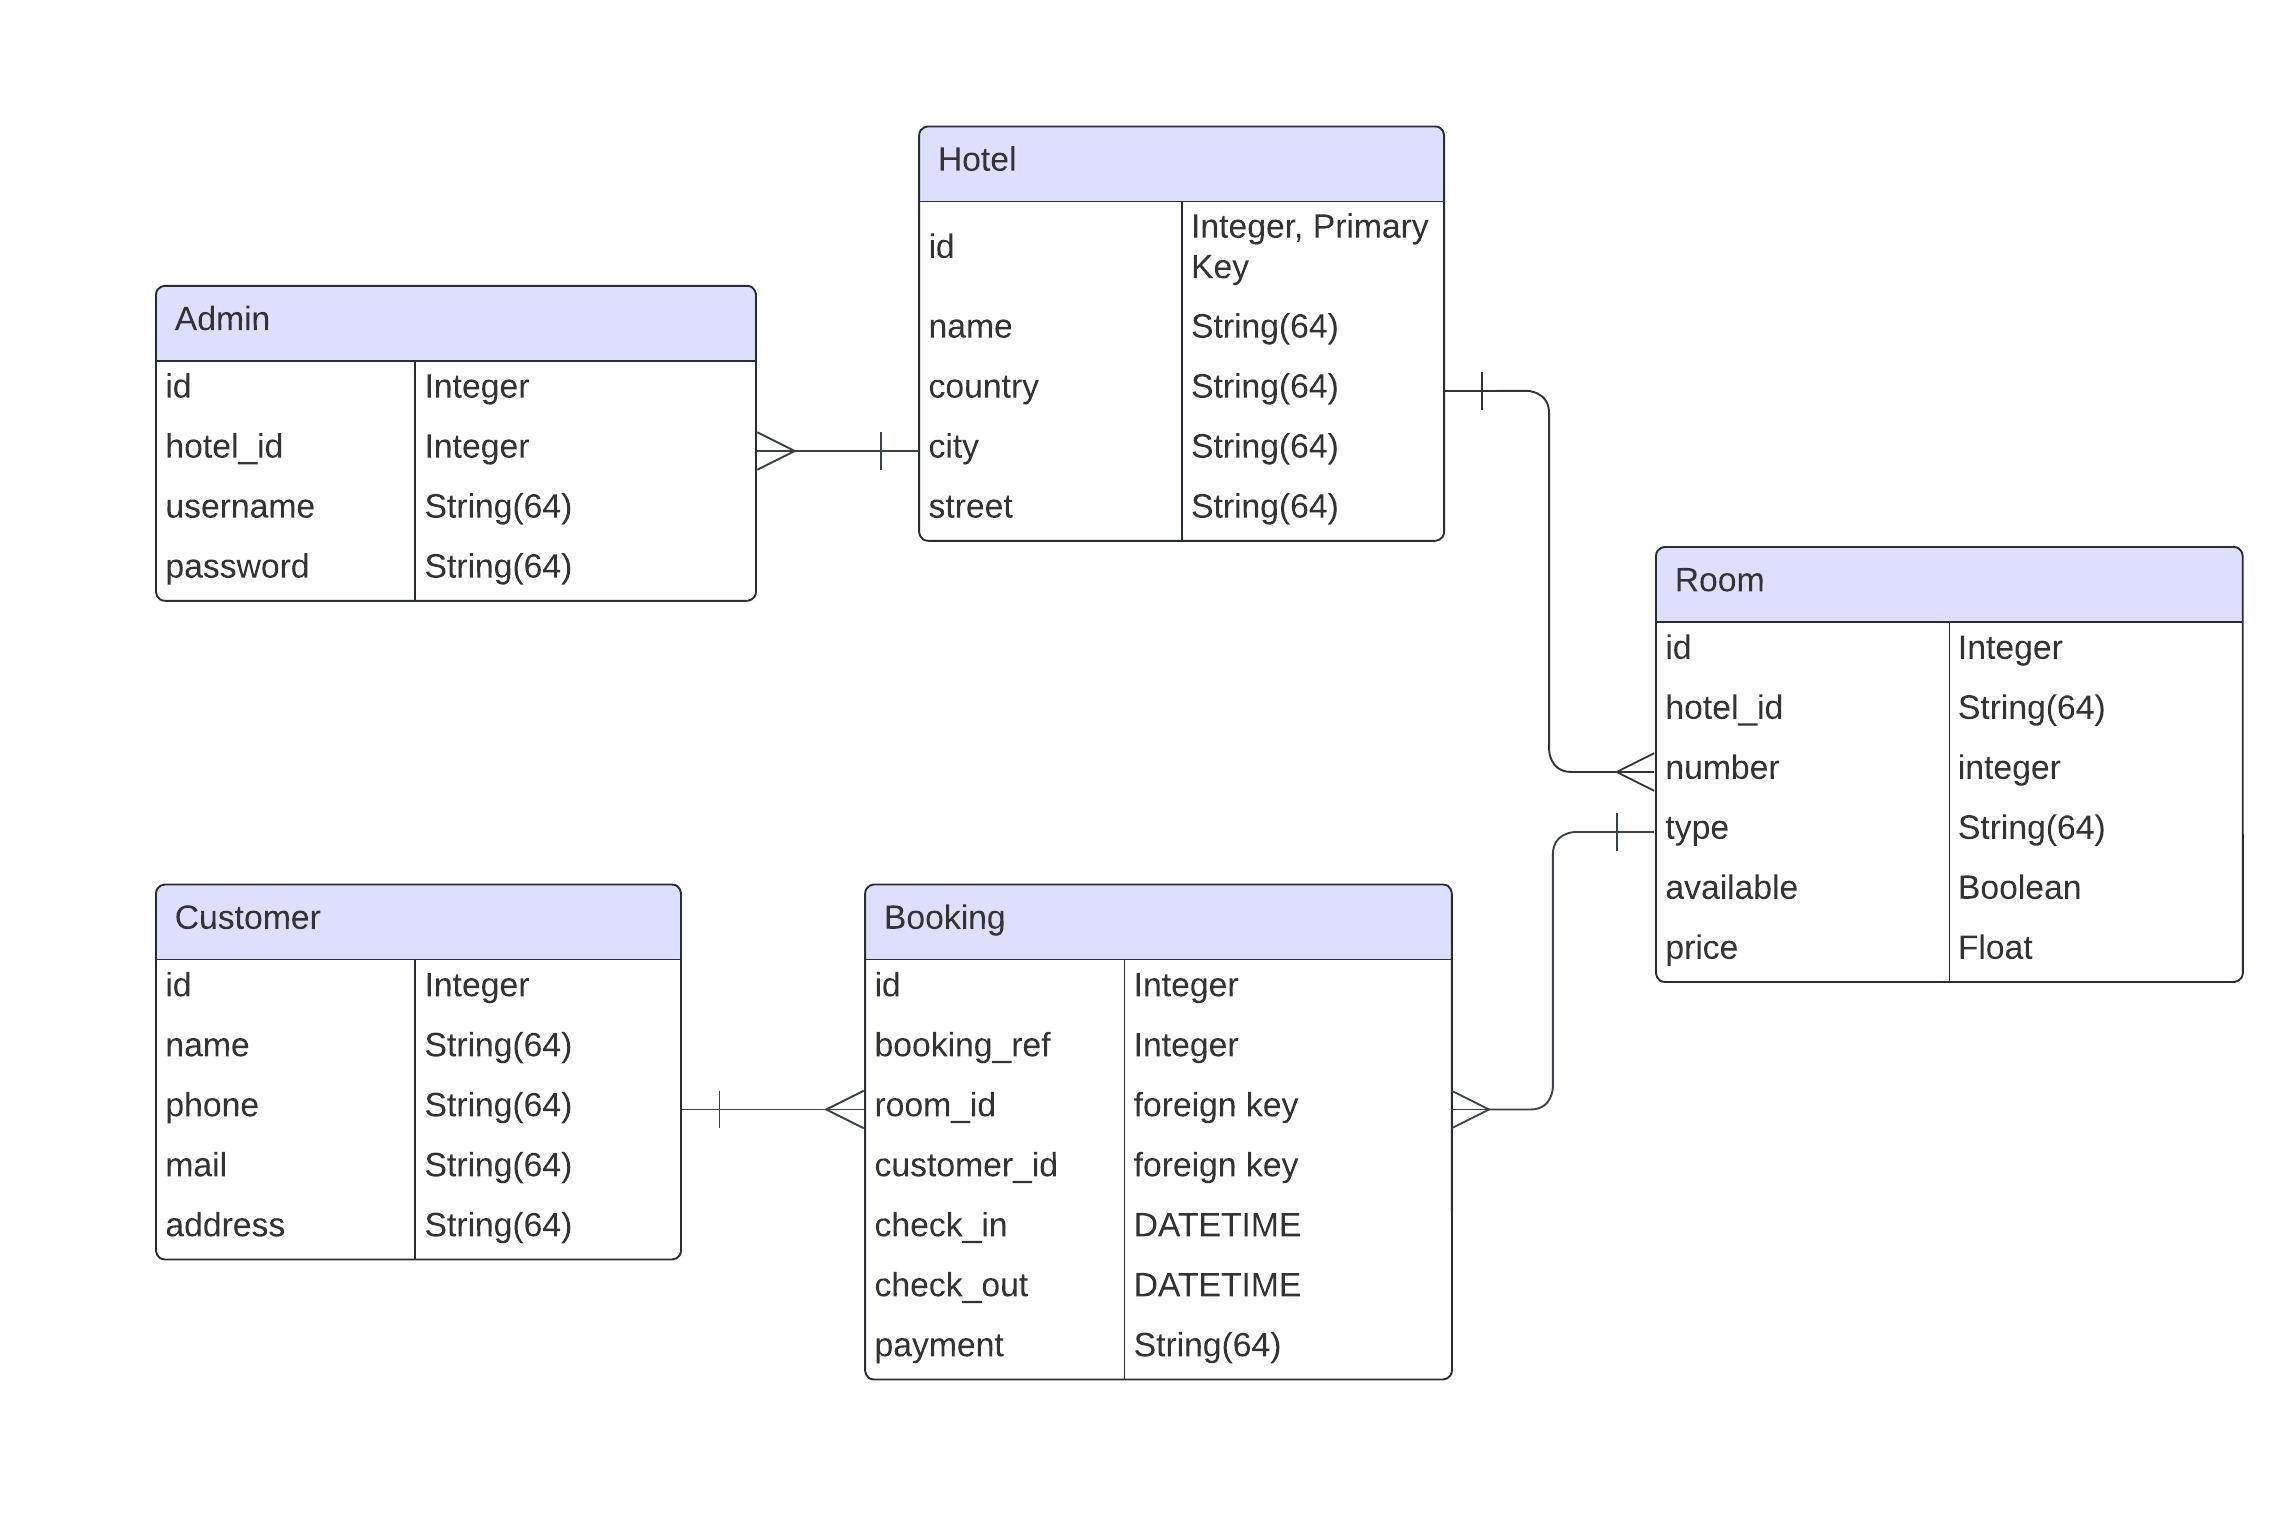 Hotel
id Integer, Primary
Key
name String(64)
country String(64)
city String(64)
street String(64)
Admin
id Integer
hotel_id Integer
username String(64)
password String(64)
Room
id Integer
hotel_id String(64)
number integer
type String(64)
available Boolean
price Float
Customer
id Integer
name String(64)
phone String(64)
mail String(64)
address String(64)
Booking
id Integer
booking_ref Integer
room_id foreign key
customer_id foreign key
check_in DATETIME
check_out DATETIME
payment String(64)